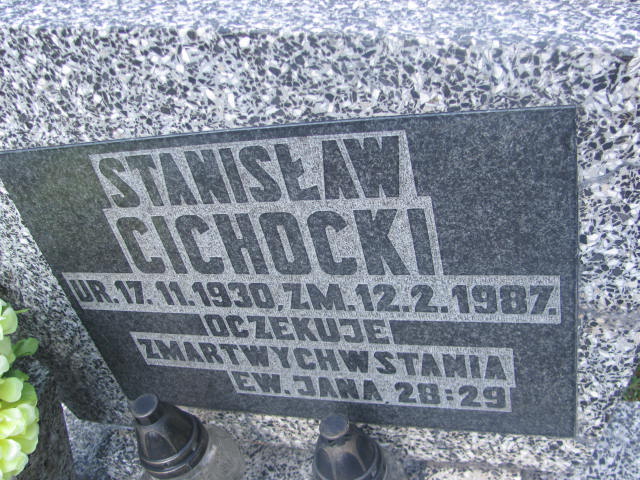 STANISŁAW
CICHOCKI
UR. 17. 11. 1930, ZM. 12. 2. 1987.
OCZEKUJE
ZMARTWYCHWSTANIA
EW. JANA 28:29